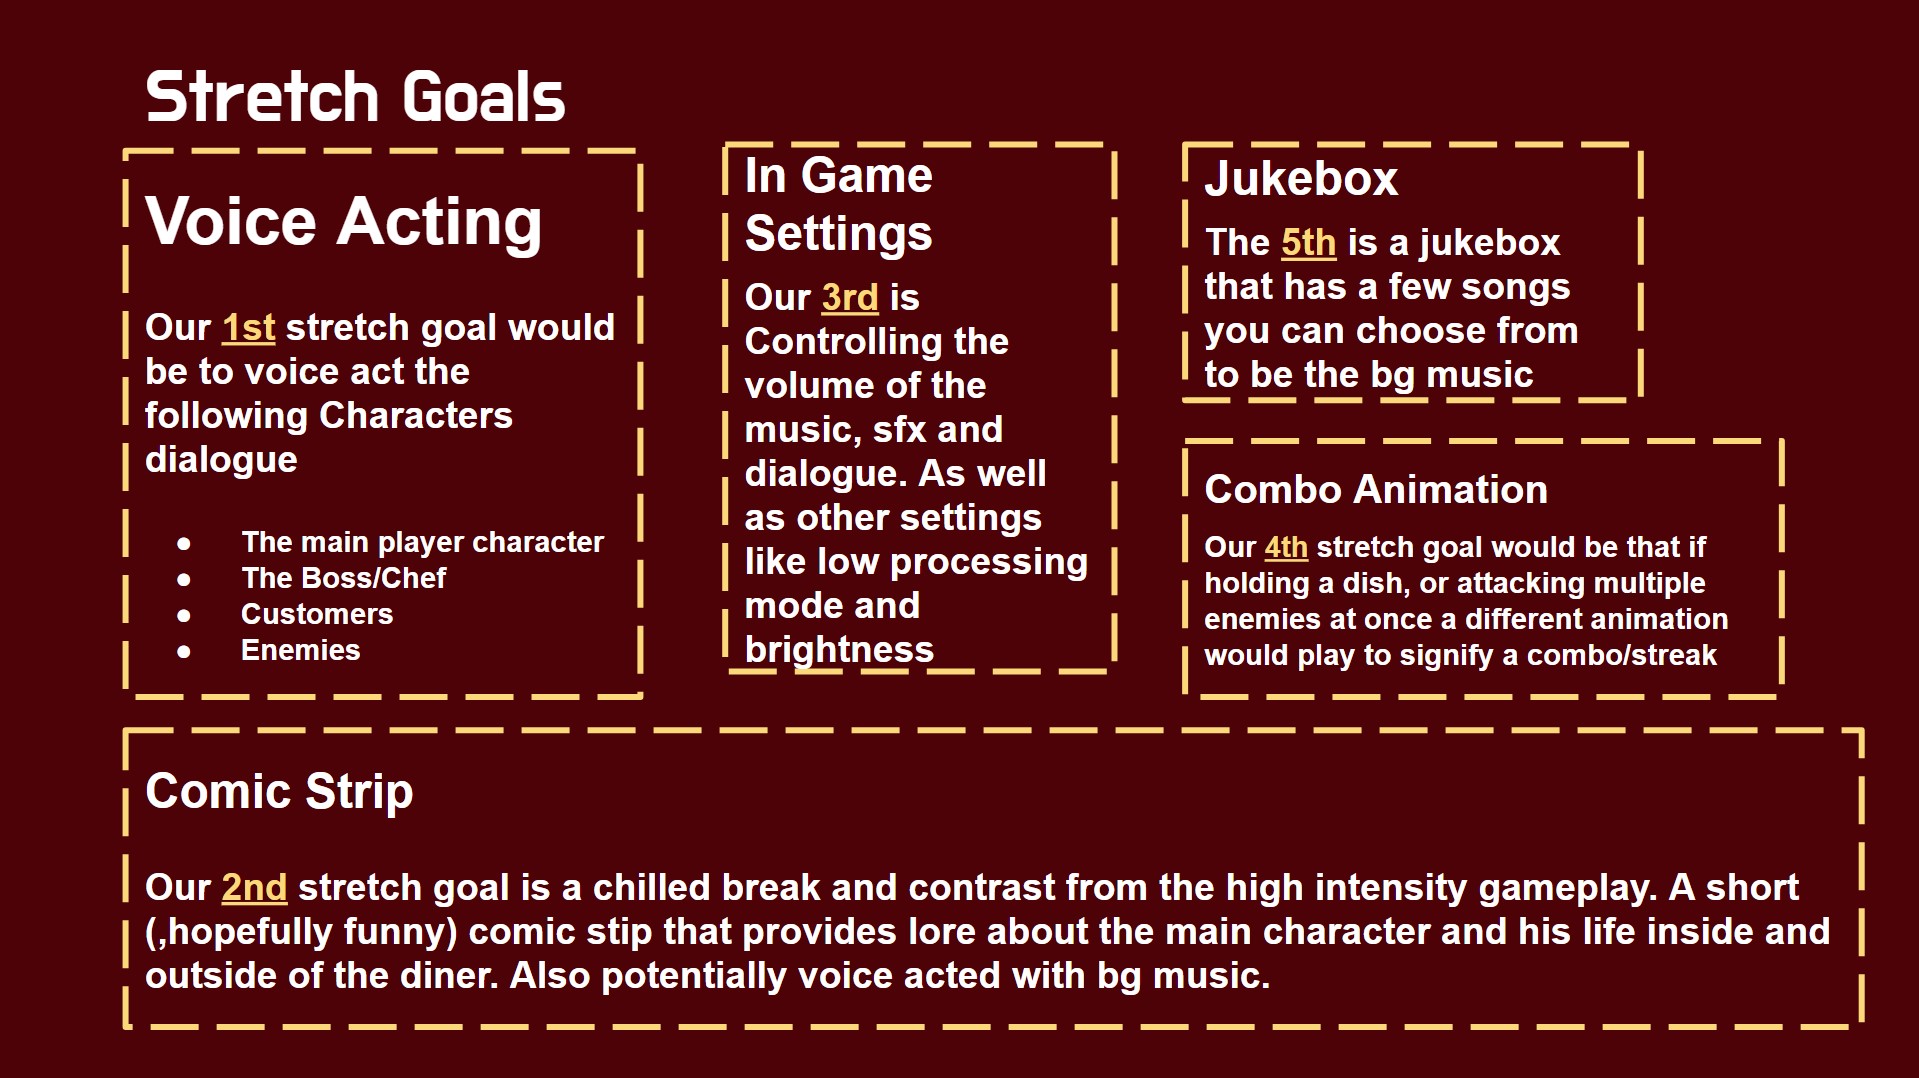 Stretch Goals
Voice Acting
Our 1st stretch goal would
be to voice act the
following Characters
dialogue
● The main player character
● The Boss/Chef
● Customers
● Enemies
In Game
Settings
Our 3rd is
Controlling the
volume of the
music, sfx and
dialogue. As well
as other settings
like low processing
mode and
brightness
Jukebox
The 5th is a jukebox
that has a few songs
you can choose from
to be the bg music
Combo Animation
Our 4th stretch goal would be that if
holding a dish, or attacking multiple
enemies at once a different animation
would play to signify a combo/streak
Comic Strip
Our 2nd stretch goal is a chilled break and contrast from the high intensity gameplay. A short
(,hopefully funny) comic stip that provides lore about the main character and his life inside and
outside of the diner. Also potentially voice acted with bg music.